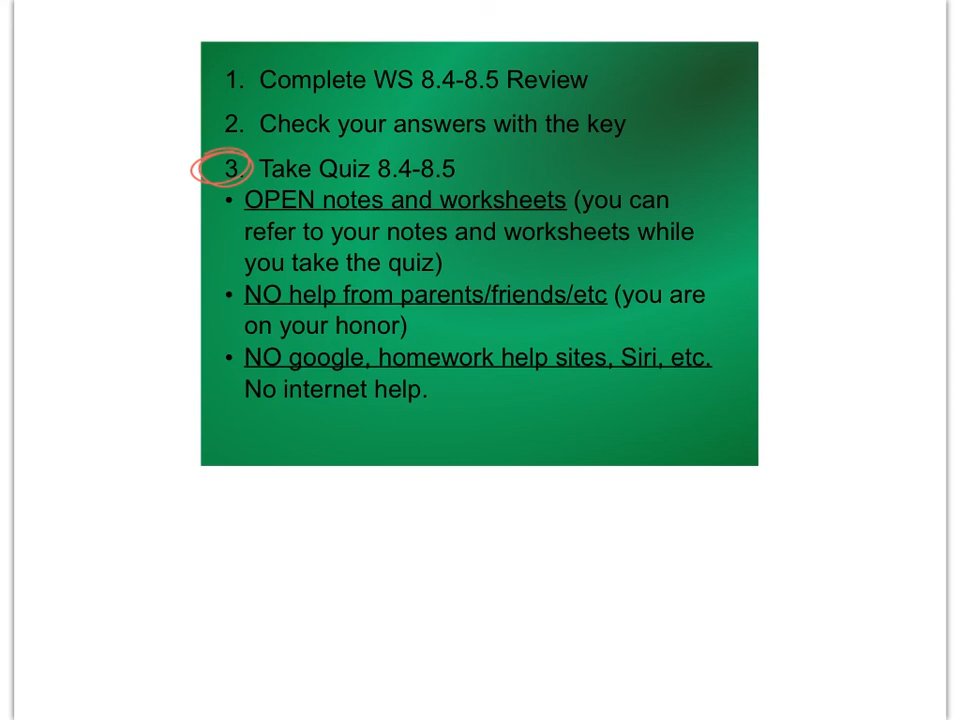 1. Complete WS 8.4-8.5 Review
2. Check your answers with the key
3. Take Quiz 8.4-8.5
• OPEN notes and worksheets (you can
refer to your notes and worksheets while
you take the quiz)
• NO help from parents/friends/etc (you are
on your honor)
• NO google, homework help sites, Siri, etc.
No internet help.